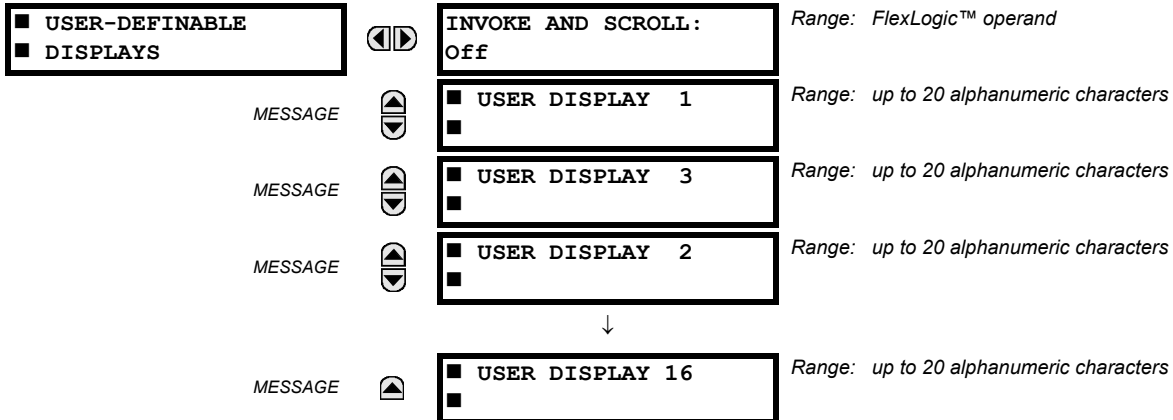 ■ USER-DEFINABLE
■ DISPLAYS
INVOKE AND SCROLL:
Off
Range: FlexLogic™ operand
MESSAGE
■ USER DISPLAY 1
■
Range: up to 20 alphanumeric characters
MESSAGE
■ USER DISPLAY 3
■
Range: up to 20 alphanumeric characters
MESSAGE
■ USER DISPLAY 2
■
Range: up to 20 alphanumeric characters
↓
MESSAGE
■ USER DISPLAY 16
■
Range: up to 20 alphanumeric characters